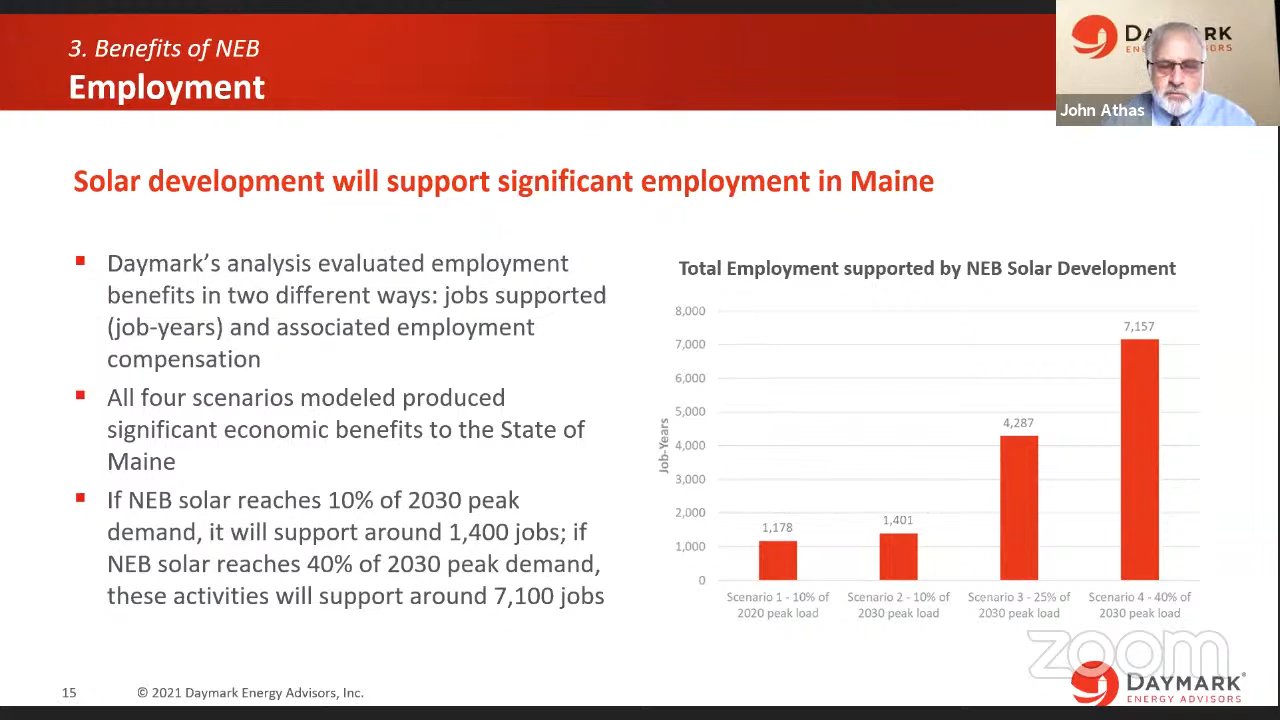 3. Benefits of NEB
Employment
DAYMARK
ENERGY ADVISORS
John Athas
Solar development will support significant employment in Maine
▪ Daymark’s analysis evaluated employment
benefits in two different ways: jobs supported
(job-years) and associated employment
compensation
▪ All four scenarios modeled produced
significant economic benefits to the State of
Maine
▪ If NEB solar reaches 10% of 2030 peak
demand, it will support around 1,400 jobs; if
NEB solar reaches 40% of 2030 peak demand,
these activities will support around 7,100 jobs
Total Employment supported by NEB Solar Development
Job-Years
8,000
7,000
6,000
5,000
4,000
3,000
2,000
1,000
0
1,178
1,401
4,287
7,157
Scenario 1 - 10% of
2020 peak load
Scenario 2 - 10% of
2030 peak load
Scenario 3 - 25% of
2030 peak load
Scenario 4 - 40% of
2030 peak load
zoom
15
© 2021 Daymark Energy Advisors, Inc.
DAYMARK®
ENERGY ADVISORS